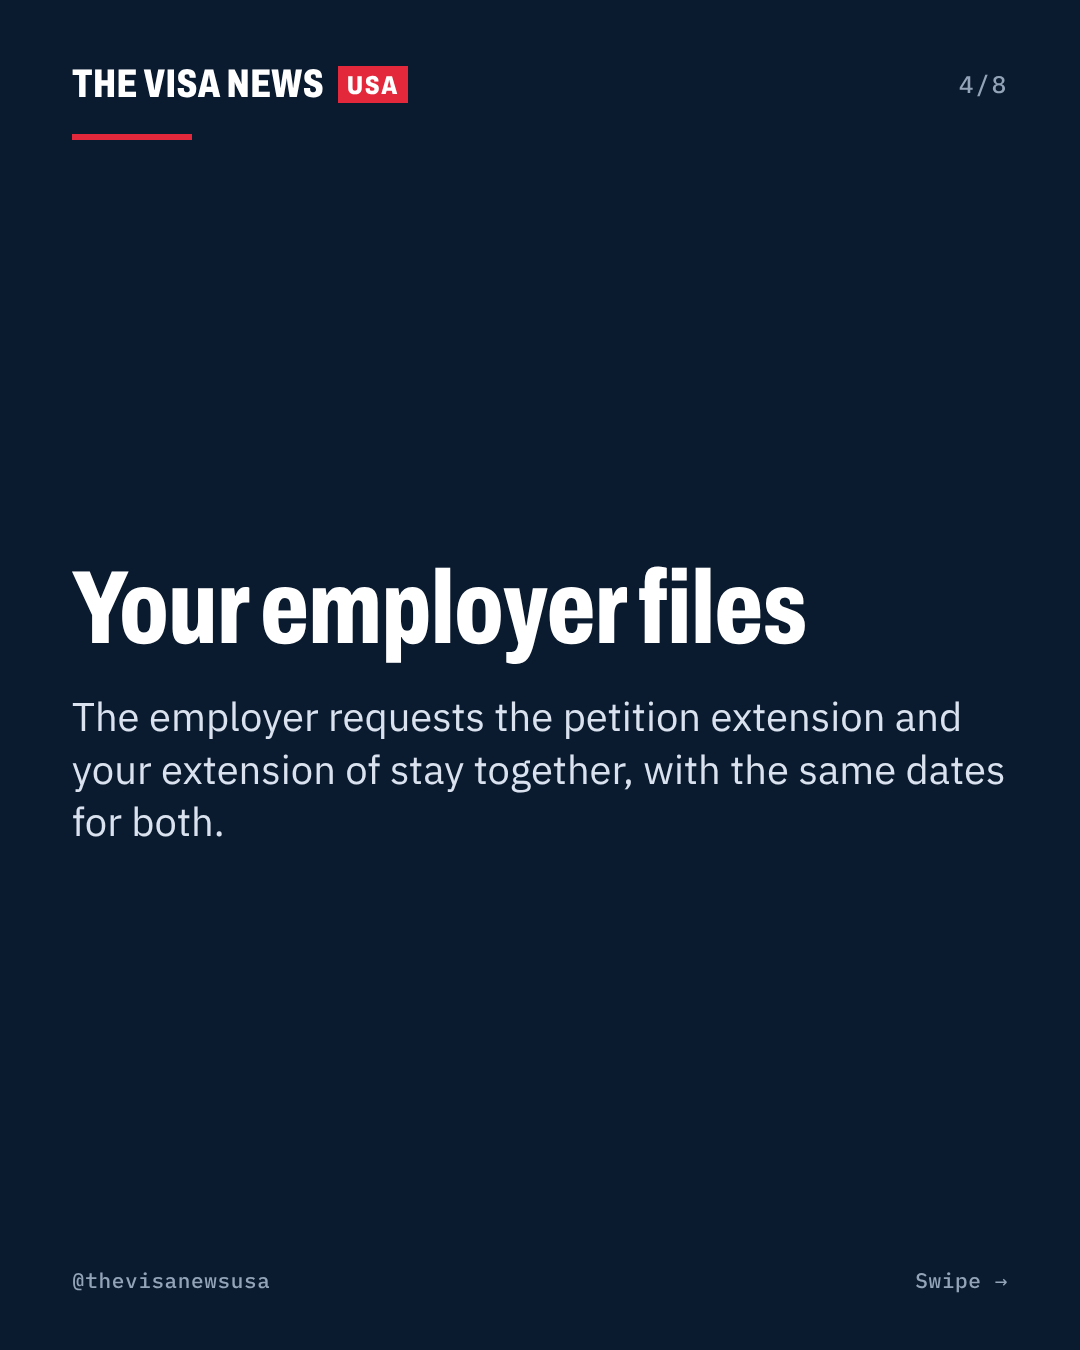 THE VISA NEWS USA
4/8
Your employer files
The employer requests the petition extension and
your extension of stay together, with the same dates
for both.
@thevisanewsusa
Swipe →